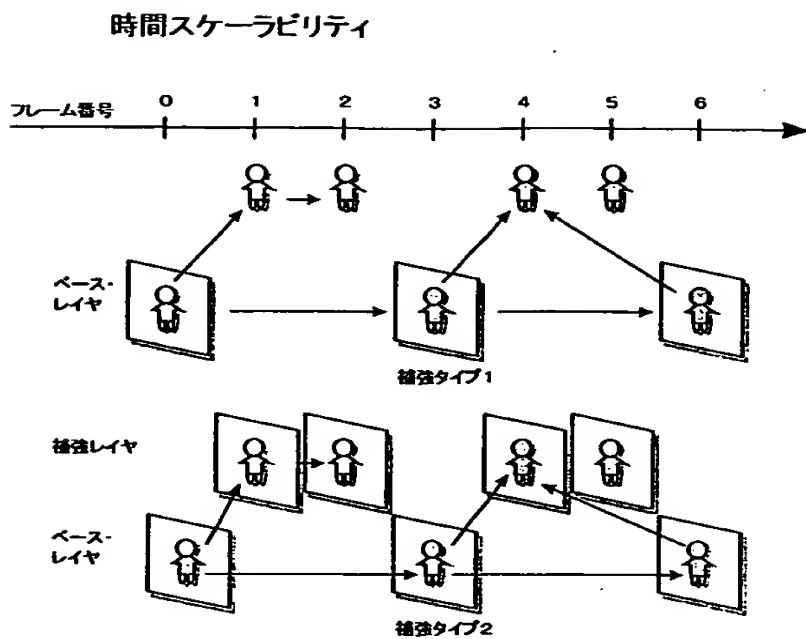 時間スケーラビリティ
フレーム番号
0 1 2 3 4 5 6
ベース・
レイヤ
補強タイプ1
補強レイヤ
ベース・
レイヤ
補強タイプ2